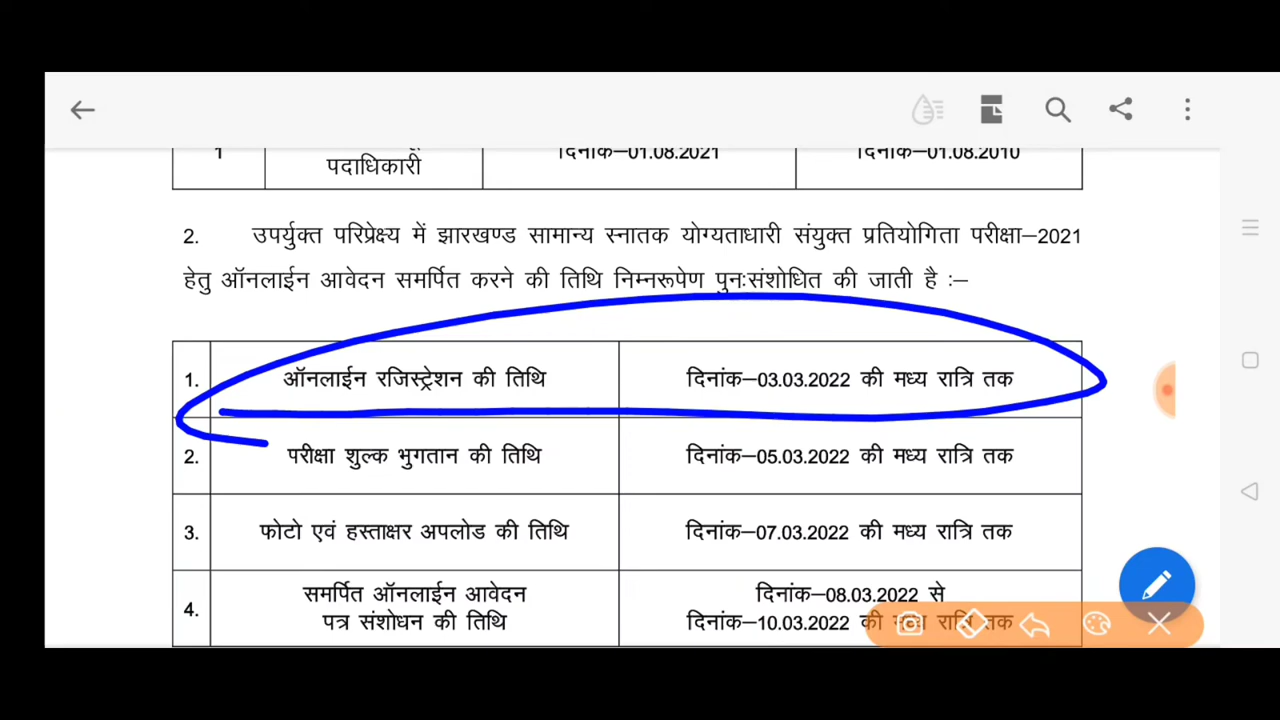 1 पदाधिकारी दिनांक–01.08.2021 दिनांक–01.08.2010
2. उपर्युक्त परिप्रेक्ष्य में झारखण्ड सामान्य स्नातक योग्यताधारी संयुक्त प्रतियोगिता परीक्षा–2021
हेतु ऑनलाईन आवेदन समर्पित करने की तिथि निम्नरूपेण पुनःसंशोधित की जाती है :–
1. ऑनलाईन रजिस्ट्रेशन की तिथि दिनांक–03.03.2022 की मध्य रात्रि तक
2. परीक्षा शुल्क भुगतान की तिथि दिनांक–05.03.2022 की मध्य रात्रि तक
3. फोटो एवं हस्ताक्षर अपलोड की तिथि दिनांक–07.03.2022 की मध्य रात्रि तक
4. समर्पित ऑनलाईन आवेदन
पत्र संशोधन की तिथि
दिनांक–08.03.2022 से
दिनांक–10.03.2022 की मध्य रात्रि तक